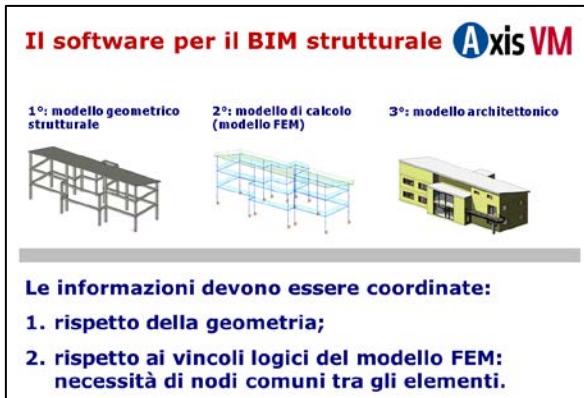 Il software per il BIM strutturale AxisVM
1°: modello geometrico
strutturale
2°: modello di calcolo
(modello FEM)
3°: modello architettonico
Le informazioni devono essere coordinate:
1. rispetto della geometria;
2. rispetto ai vincoli logici del modello FEM:
necessità di nodi comuni tra gli elementi.